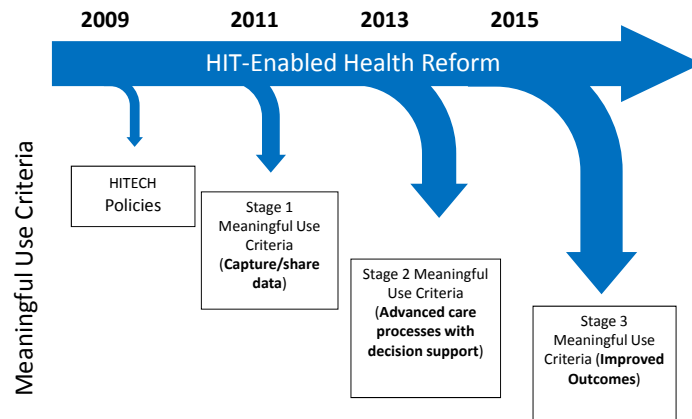 2009 2011 2013 2015
HIT-Enabled Health Reform
Meaningful Use Criteria
HITECH
Policies
Stage 1
Meaningful Use
Criteria
(Capture/share
data)
Stage 2 Meaningful
Use Criteria
(Advanced care
processes with
decision support)
Stage 3
Meaningful Use
Criteria (Improved
Outcomes)